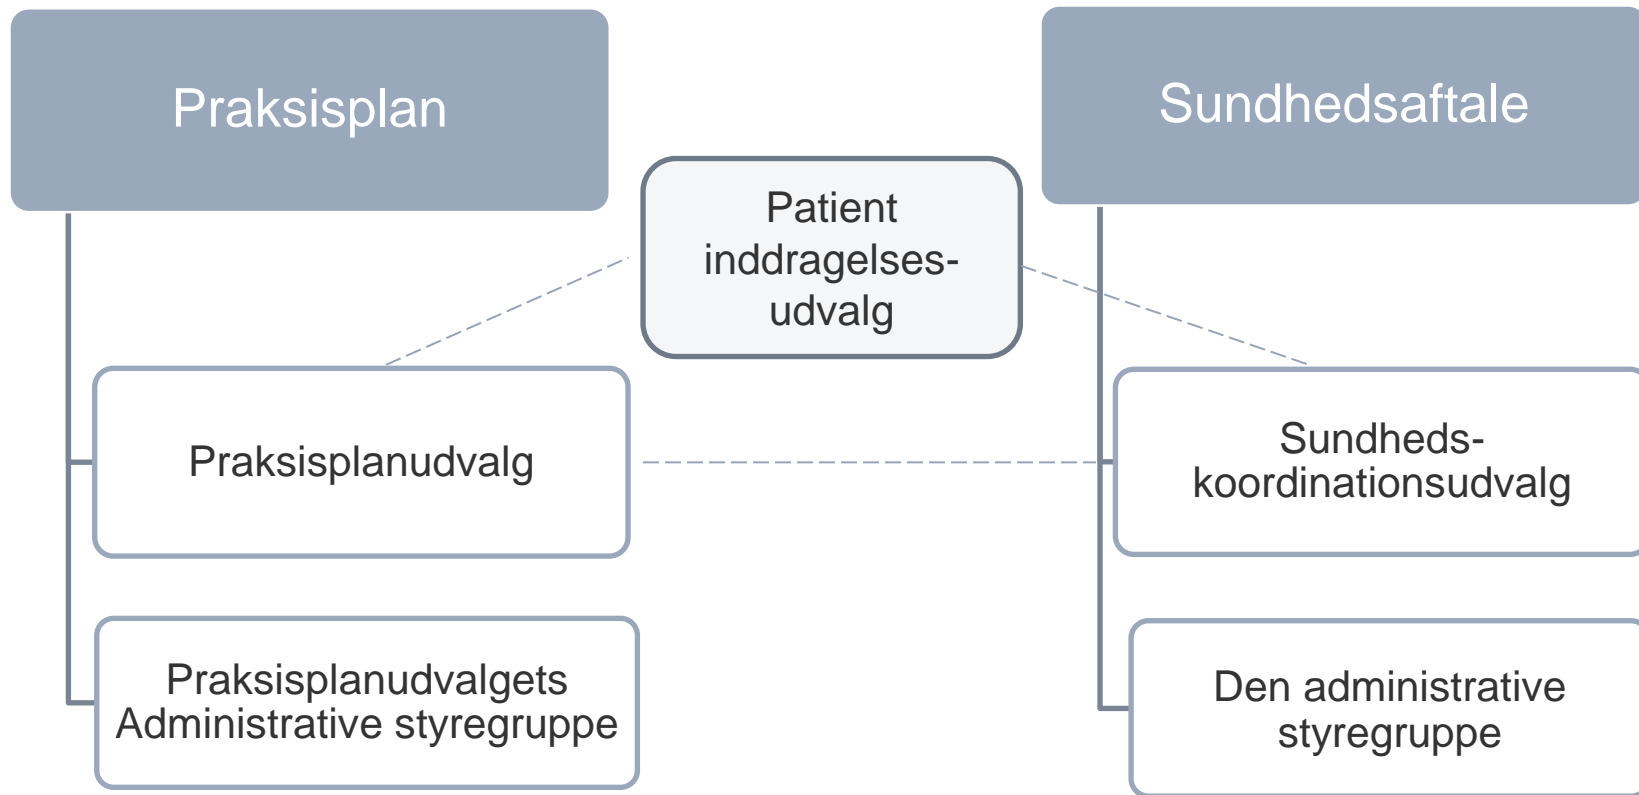 Praksisplan
Sundhedsaftale
Patient
inddragelses-
udvalg
Praksisplanudvalg
Sundheds-
koordinationsudvalg
Praksisplanudvalgets
Administrative styregruppe
Den administrative
styregruppe